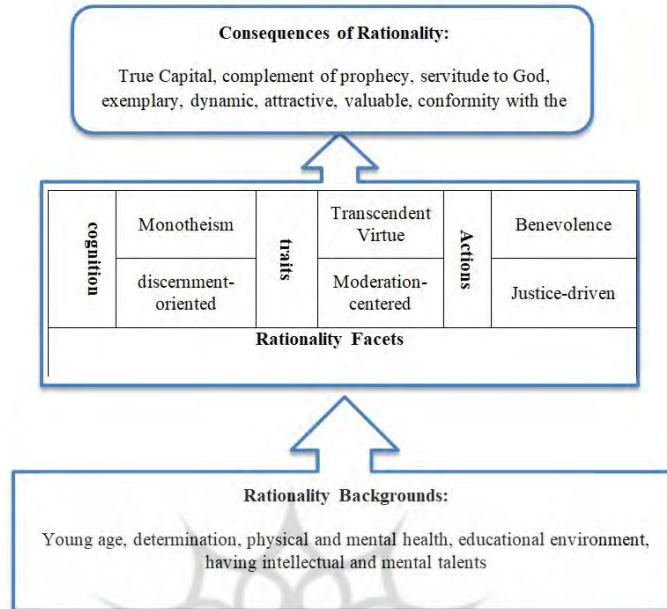 Consequences of Rationality:
True Capital, complement of prophecy, servitude to God,
exemplary, dynamic, attractive, valuable, conformity with the
cognition
Monotheism
discernment-
oriented
traits
Transcendent
Virtue
Moderation-
centered
Actions
Benevolence
Justice-driven
Rationality Facets
Rationality Backgrounds:
Young age, determination, physical and mental health, educational environment,
having intellectual and mental talents